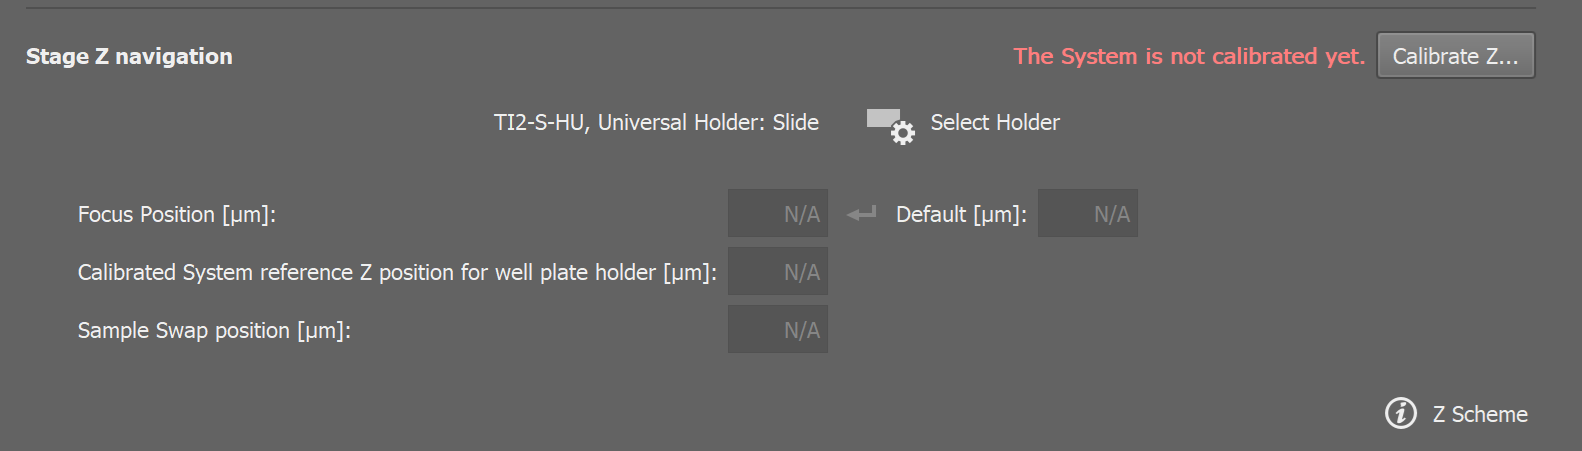 Stage Z navigation The System is not calibrated yet. Calibrate Z...
TI2-S-HU, Universal Holder: Slide Select Holder
Focus Position [µm]: N/A Default [µm]: N/A
Calibrated System reference Z position for well plate holder [µm]: N/A
Sample Swap position [µm]: N/A
Z Scheme